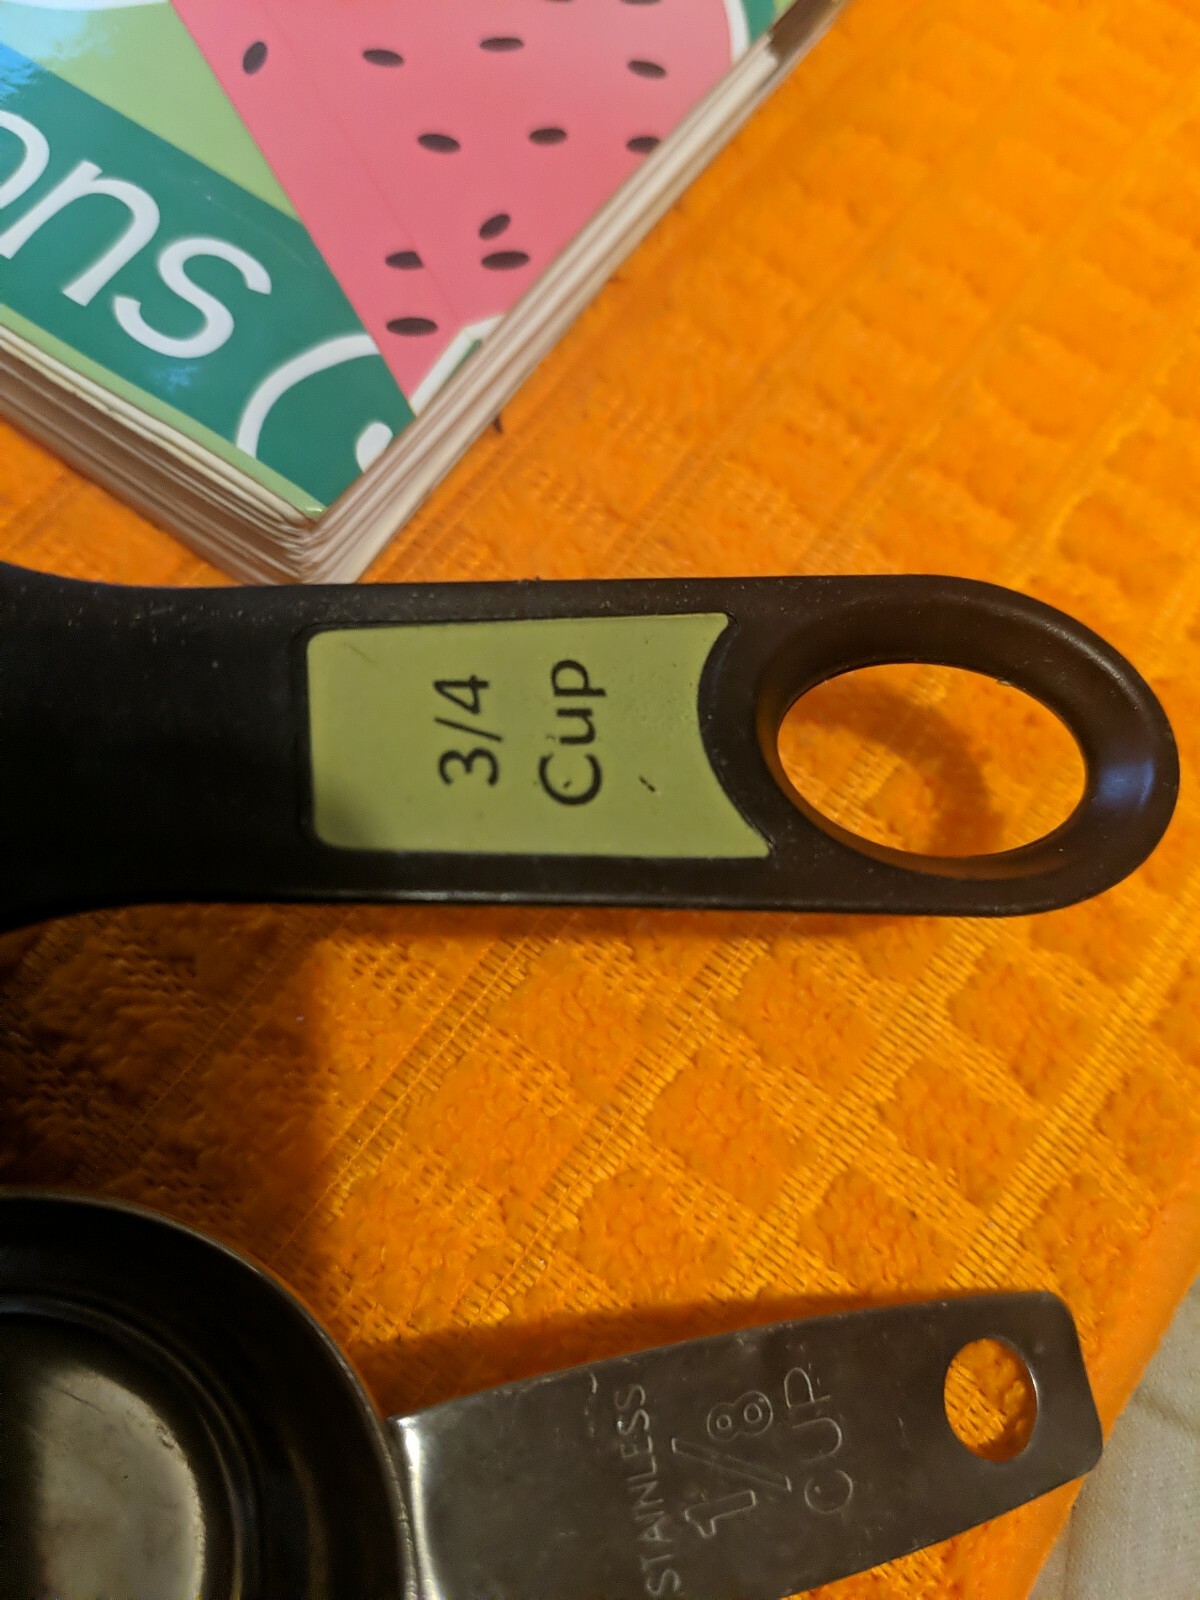 ons (
3/4
Cup
STAINLESS
1/8
CUP